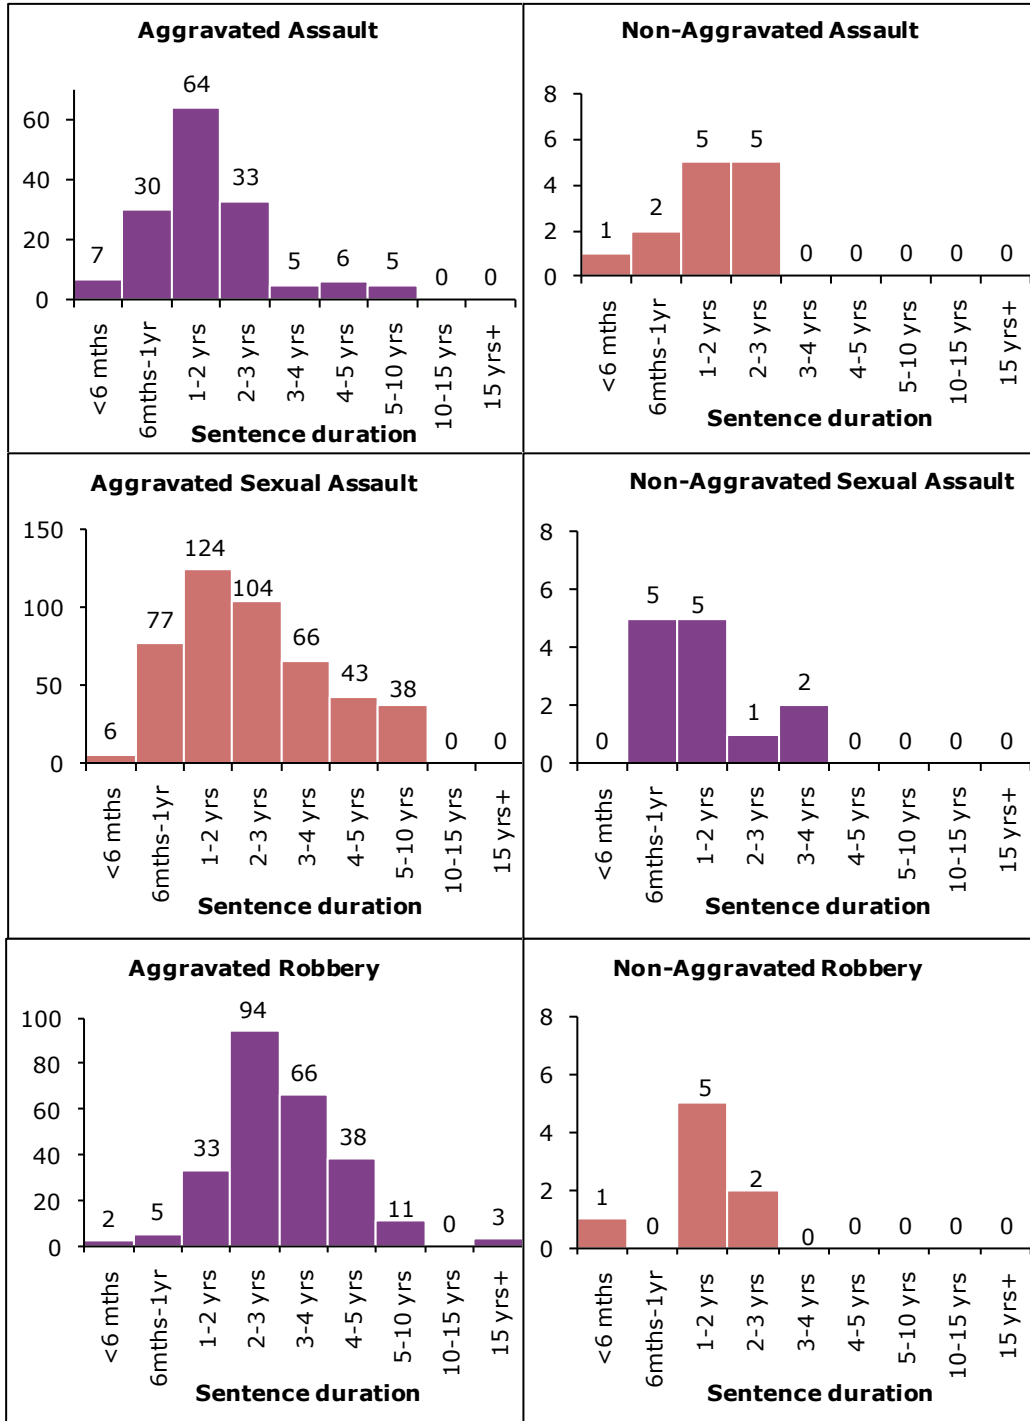 Aggravated Assault
64
60
40
30
33
20
7
5
6
5
0
0
0
<6 mths
6mths-1yr
1-2 yrs
2-3 yrs
3-4 yrs
4-5 yrs
5-10 yrs
10-15 yrs
15 yrs+
Sentence duration
Non-Aggravated Assault
8
6
5
5
4
2
2
1
0
0
0
0
0
0
<6 mths
6mths-1yr
1-2 yrs
2-3 yrs
3-4 yrs
4-5 yrs
5-10 yrs
10-15 yrs
15 yrs+
Sentence duration
Aggravated Sexual Assault
150
124
104
100
77
66
50
43
38
6
0
0
0
<6 mths
6mths-1yr
1-2 yrs
2-3 yrs
3-4 yrs
4-5 yrs
5-10 yrs
10-15 yrs
15 yrs+
Sentence duration
Non-Aggravated Sexual Assault
8
6
5
5
4
2
2
1
0
0
0
0
0
0
<6 mths
6mths-1yr
1-2 yrs
2-3 yrs
3-4 yrs
4-5 yrs
5-10 yrs
10-15 yrs
15 yrs+
Sentence duration
Aggravated Robbery
100
94
80
66
60
40
33
38
20
2
5
11
0
3
0
<6 mths
6mths-1yr
1-2 yrs
2-3 yrs
3-4 yrs
4-5 yrs
5-10 yrs
10-15 yrs
15 yrs+
Sentence duration
Non-Aggravated Robbery
8
6
5
4
2
2
1
0
0
0
0
0
0
0
<6 mths
6mths-1yr
1-2 yrs
2-3 yrs
3-4 yrs
4-5 yrs
5-10 yrs
10-15 yrs
15 yrs+
Sentence duration